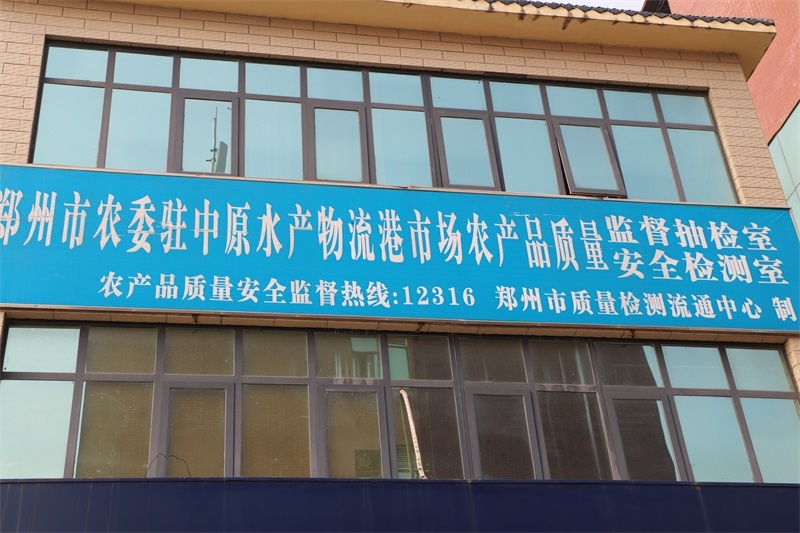 郑州市农委驻中原水产物流港市场农产品质量监督抽检室
安全检测室
农产品质量安全监督热线:12316 郑州市质量检测流通中心 制